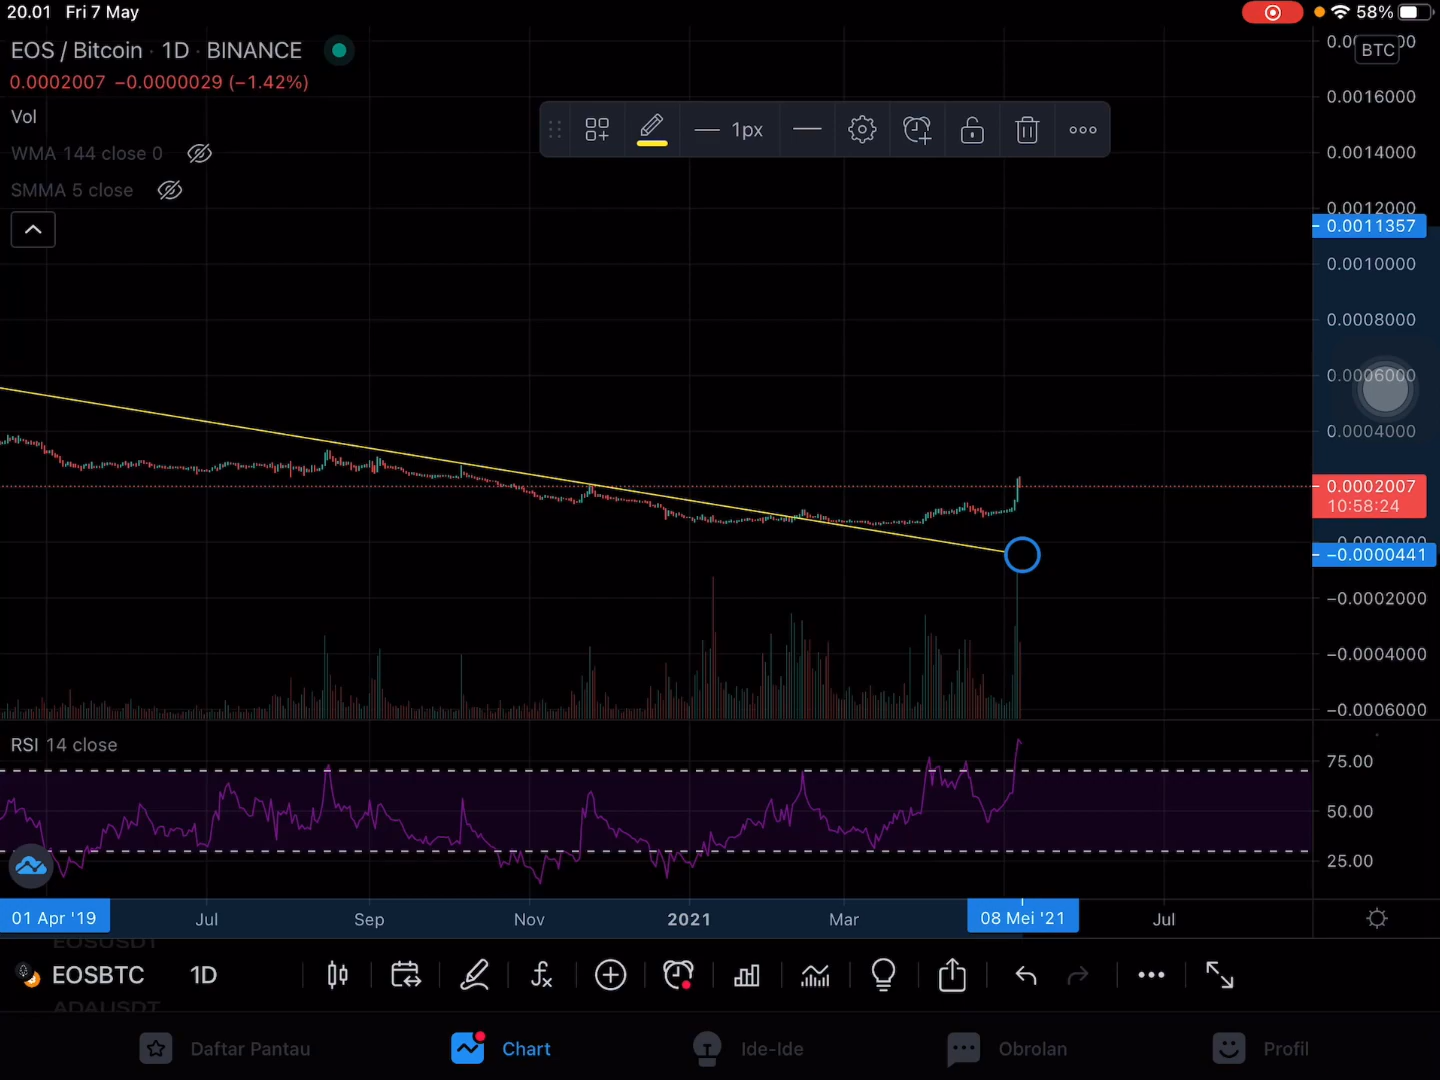 20.01 Fri 7 May
58%
EOS / Bitcoin · 1D · BINANCE
0.0002007 −0.0000029 (−1.42%)
Vol
WMA 144 close 0
SMMA 5 close
1px
BTC
0.0016000
0.0014000
0.0012000
0.0011357
0.0010000
0.0008000
0.0006000
0.0004000
0.0002007
10:58:24
−0.0000441
−0.0002000
−0.0004000
−0.0006000
RSI 14 close
75.00
50.00
25.00
01 Apr '19
Jul
Sep
Nov
2021
Mar
08 Mei '21
Jul
EOSUSDT
EOSBTC 1D
ADAUSDT
Daftar Pantau
Chart
Ide-Ide
Obrolan
Profil